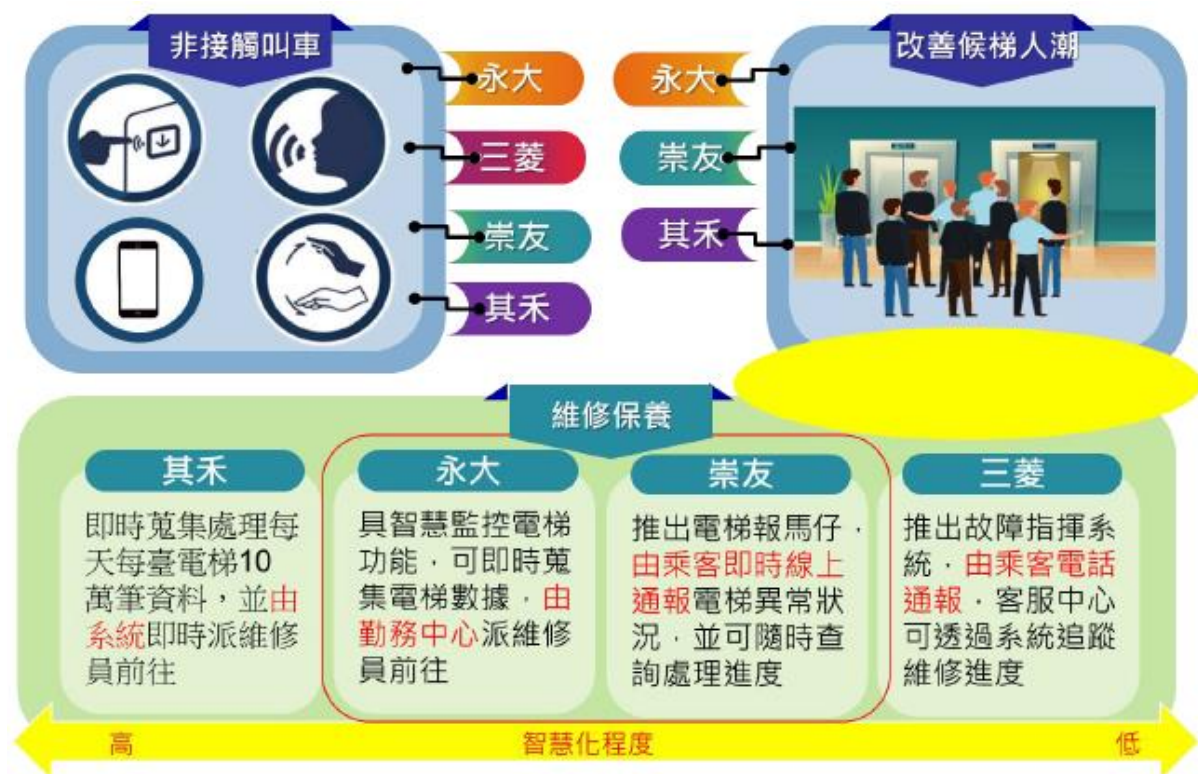 非接觸叫車
永大
三菱
崇友
其禾
改善候梯人潮
永大
崇友
其禾
維修保養
其禾
即時蒐集處理每
天每臺電梯10
萬筆資料，並由
系統即時派維修
員前往
永大
具智慧監控電梯
功能，可即時蒐
集電梯數據，由
勤務中心派維修
員前往
崇友
推出電梯報馬仔，
由乘客即時線上
通報電梯異常狀
況，並可隨時查
詢處理進度
三菱
推出故障指揮系
統，由乘客電話
通報，客服中心
可透過系統追蹤
維修進度
高
智慧化程度
低